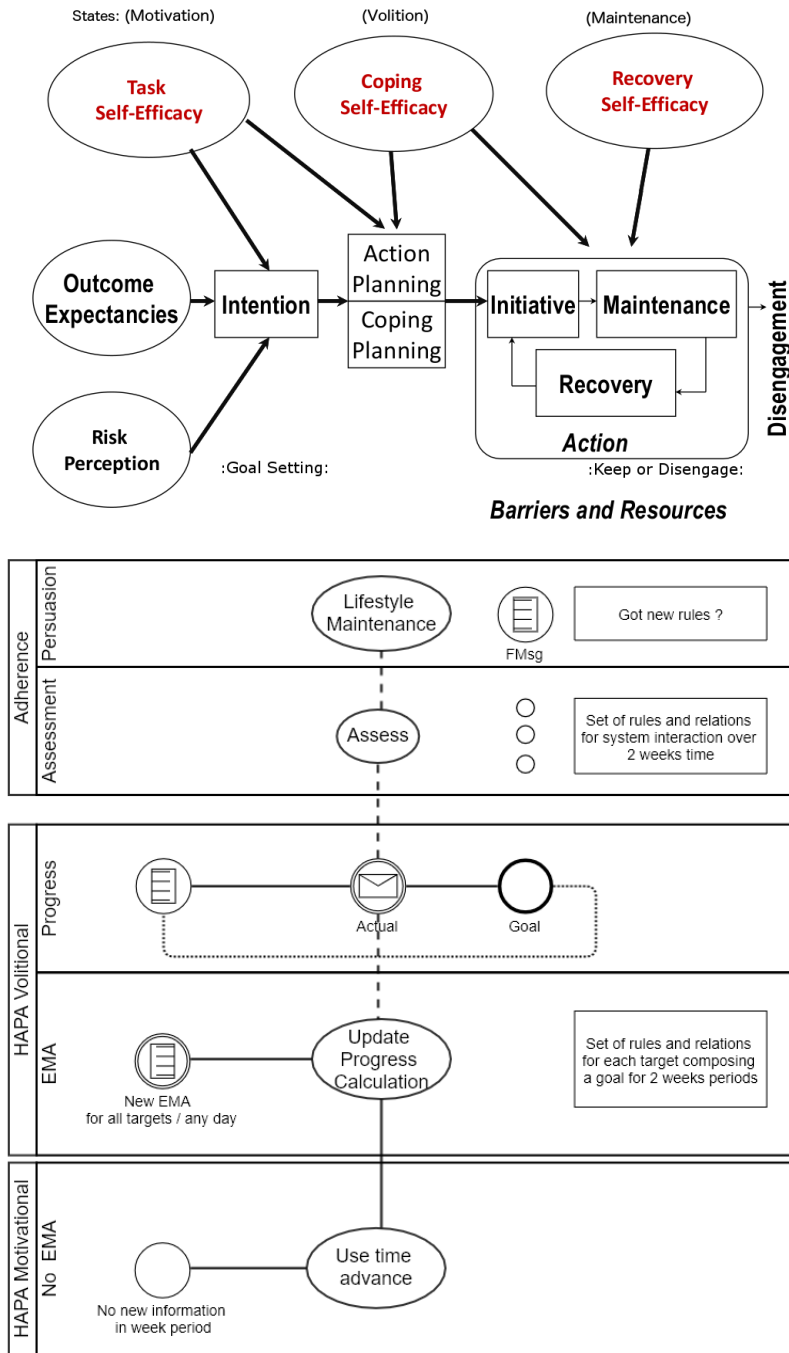 States: (Motivation)
(Volition)
(Maintenance)
Task
Self-Efficacy
Coping
Self-Efficacy
Recovery
Self-Efficacy
Outcome
Expectancies
Intention
Action
Planning
Coping
Planning
Initiative
Maintenance
Recovery
Disengagement
Risk
Perception
:Goal Setting:
Action
:Keep or Disengage:
Barriers and Resources
Adherence
Persuasion
Lifestyle
Maintenance
FMsg
Got new rules ?
Assessment
Assess
Set of rules and relations
for system interaction over
2 weeks time
HAPA Volitional
Progress
Actual
Goal
EMA
New EMA
for all targets / any day
Update
Progress
Calculation
Set of rules and relations
for each target composing
a goal for 2 weeks periods
HAPA Motivational
No EMA
No new information
in week period
Use time
advance